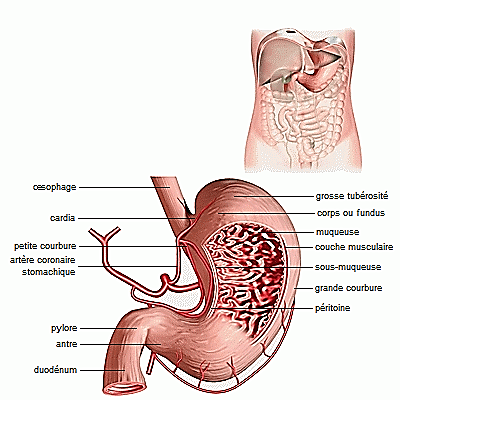 œsophage
cardia
petite courbure
artère coronaire
stomachique
pylore
antre
duodénum
grosse tubérosité
corps ou fundus
muqueuse
couche musculaire
sous-muqueuse
grande courbure
péritoine